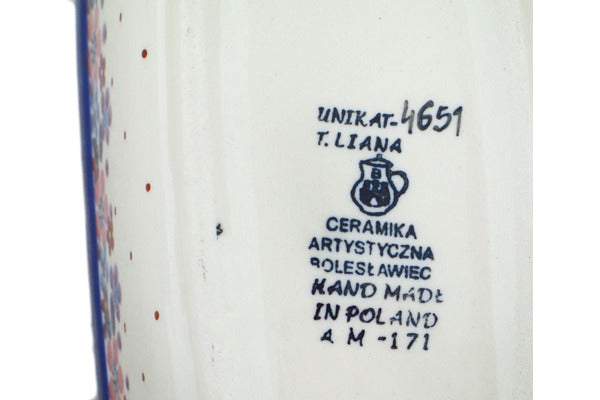 UNIKAT-4651
T. LIANA
B
CERAMIKA
ARTYSTYCZNA
BOLESŁAWIEC
HAND MADE
IN POLAND
A M -171